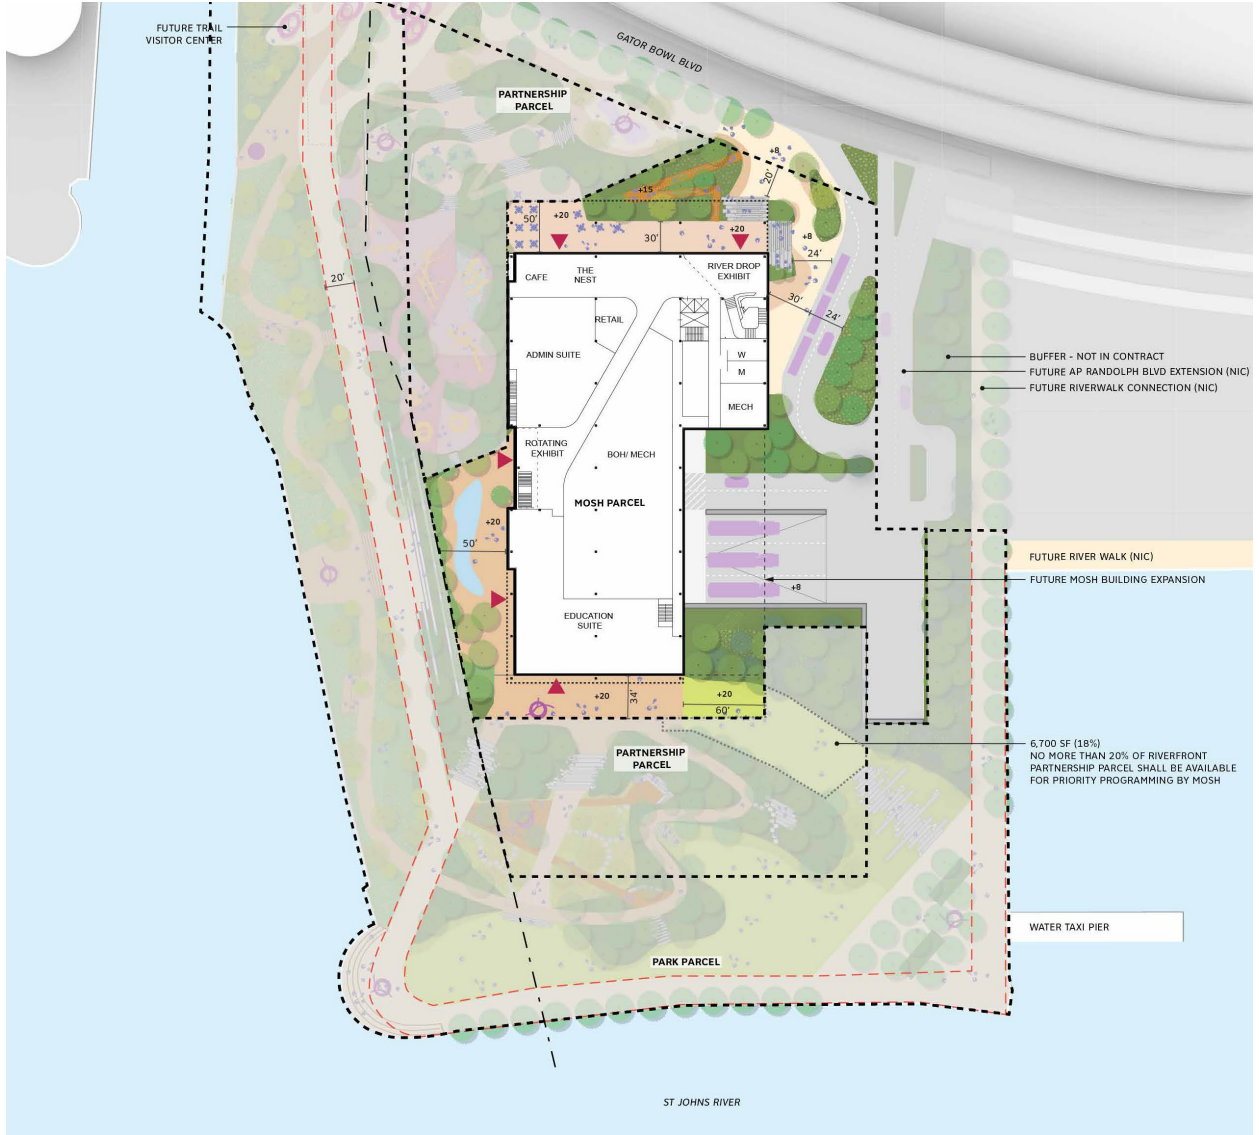 FUTURE TRAIL
VISITOR CENTER
GATOR BOWL BLVD
PARTNERSHIP
PARCEL
+8
20'
+15
50'
+20
30'
+20
+8
24'
CAFE
THE
NEST
RIVER DROP
EXHIBIT
20'
30'
24'
RETAIL
ADMIN SUITE
W
M
MECH
BUFFER - NOT IN CONTRACT
FUTURE AP RANDOLPH BLVD EXTENSION (NIC)
FUTURE RIVERWALK CONNECTION (NIC)
ROTATING
EXHIBIT
BOH/ MECH
MOSH PARCEL
+20
50'
FUTURE RIVER WALK (NIC)
FUTURE MOSH BUILDING EXPANSION
+8
EDUCATION
SUITE
+20
34'
+20
60'
PARTNERSHIP
PARCEL
6,700 SF (18%)
NO MORE THAN 20% OF RIVERFRONT
PARTNERSHIP PARCEL SHALL BE AVAILABLE
FOR PRIORITY PROGRAMMING BY MOSH
WATER TAXI PIER
PARK PARCEL
ST JOHNS RIVER